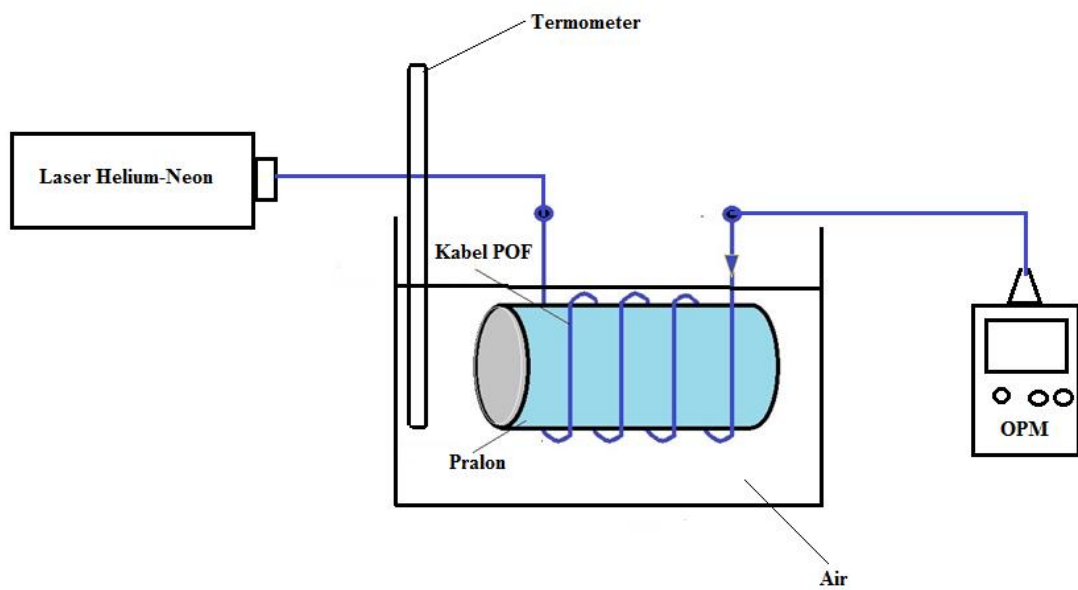 Termometer
Laser Helium-Neon
Kabel POF
Pralon
OPM
Air